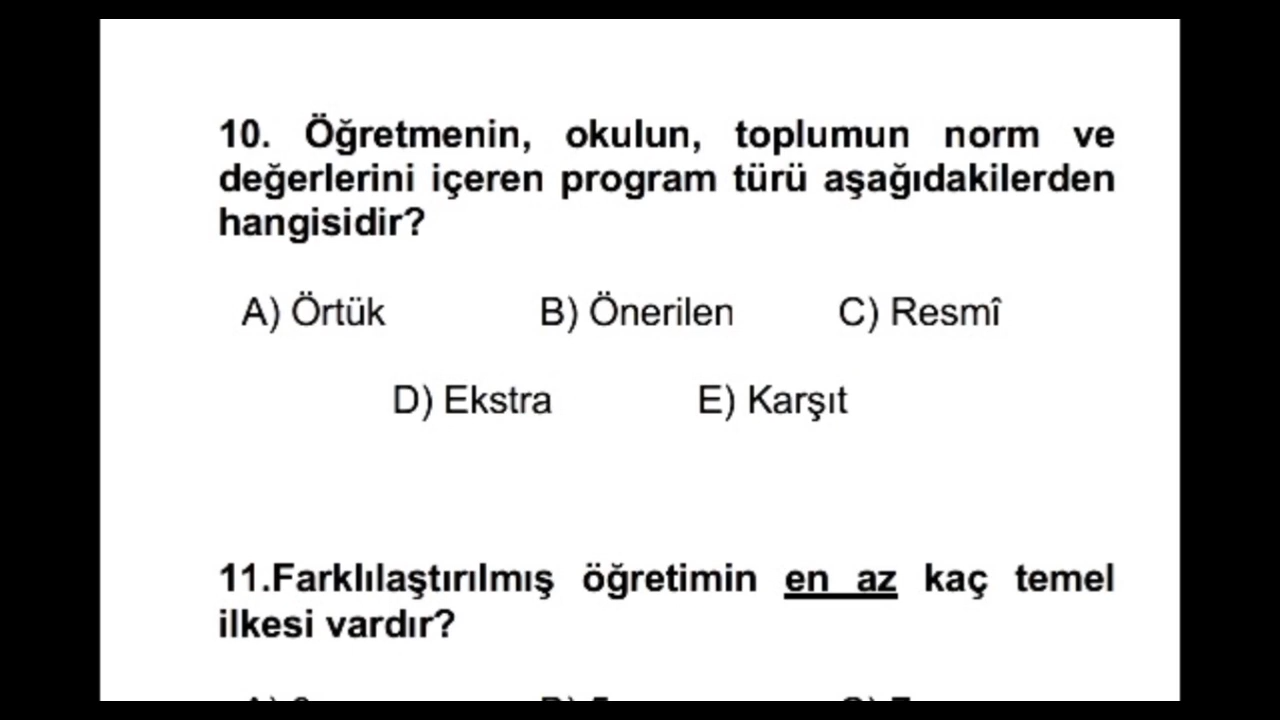 10. Öğretmenin, okulun, toplumun norm ve
değerlerini içeren program türü aşağıdakilerden
hangisidir?
A) Örtük B) Önerilen C) Resmî
D) Ekstra E) Karşıt
11.Farklılaştırılmış öğretimin en az kaç temel
ilkesi vardır?